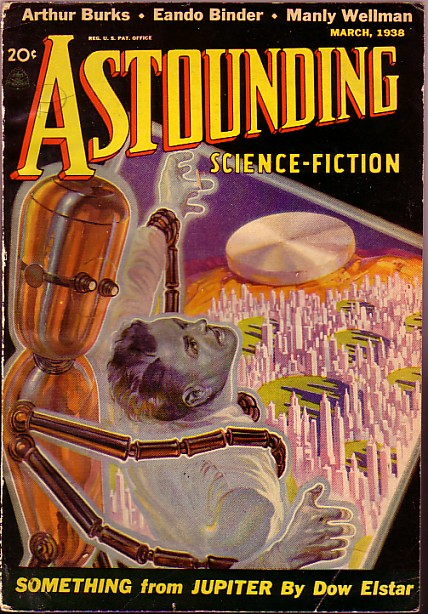 Arthur Burks • Eando Binder • Manly Wellman
REG. U. S. PAT. OFFICE
MARCH, 1938
20¢
ASTOUNDING
SCIENCE-FICTION
SOMETHING from JUPITER By Dow Elstar